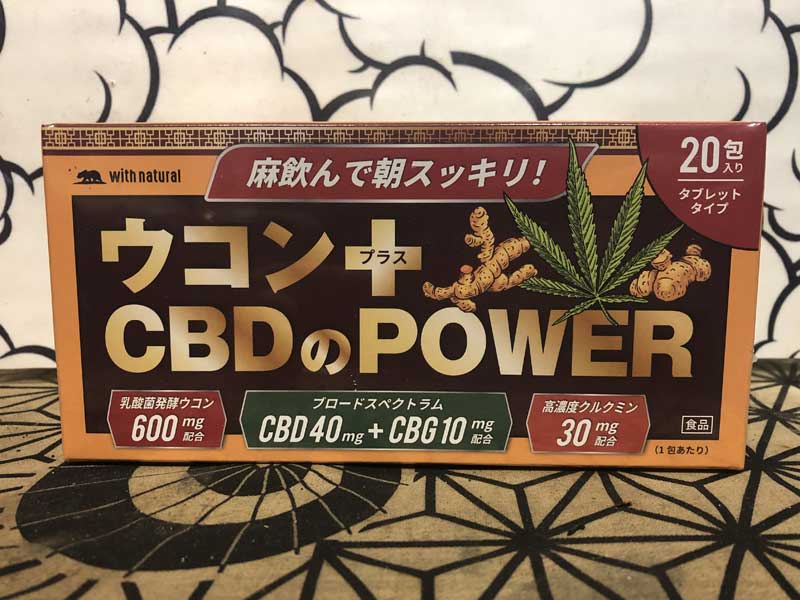 with natural
麻飲んで朝スッキリ!
20包入り
タブレット
タイプ
ウコン+プラス
CBDのPOWER
乳酸菌発酵ウコン
600mg配合
ブロードスペクトラム
CBD40mg+CBG10mg配合
高濃度クルクミン
30mg配合
食品
(1包あたり)